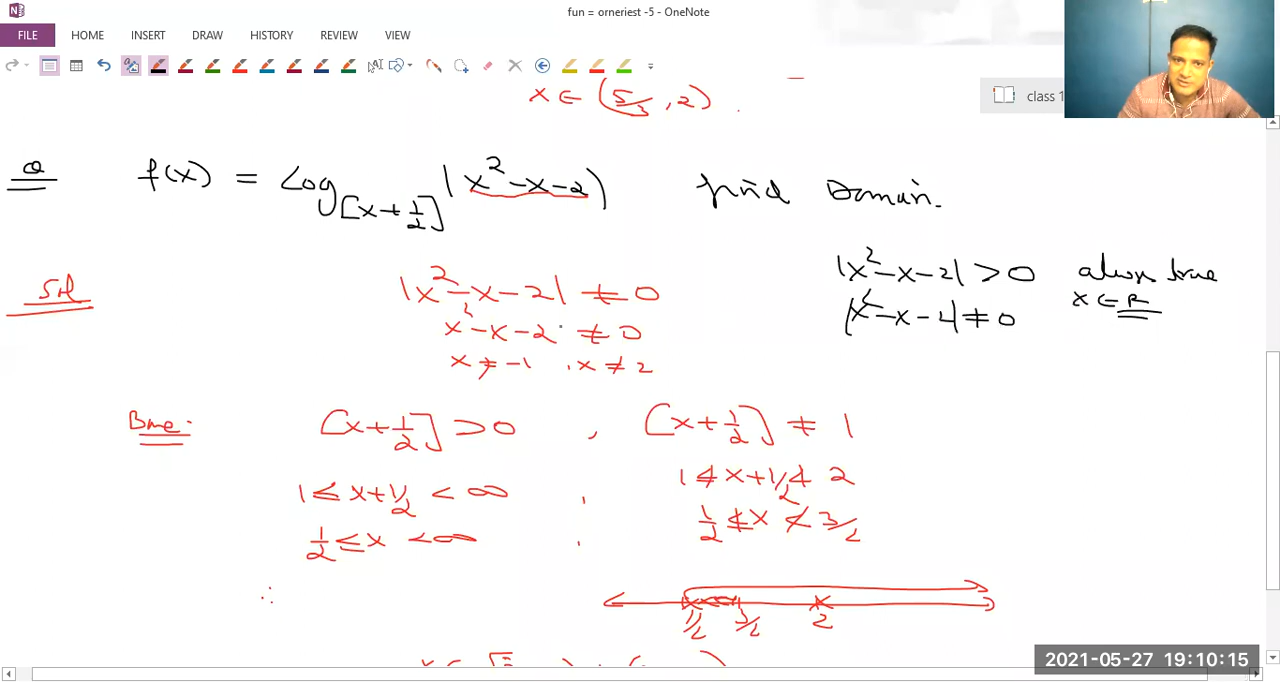 fun = orneriest -5 - OneNote
FILE HOME INSERT DRAW HISTORY REVIEW VIEW
class 1
x ∈ (5/3, 2).
Q f(x) = Log[x+1/2] |x²-x-2| find Domain.
|x²-x-2| > 0 always true
x ∈ R
|x²-x-2| ≠ 0
Sol |x²-x-2| ≠ 0
x²-x-2 ≠ 0
x ≠ -1, x ≠ 2
Base. [x+1/2] > 0 , [x+1/2] ≠ 1
1 ≤ x+1/2 < ∞ , 1 ≰ x+1/2 ≮ 2
1/2 ≤ x < ∞ . 1/2 ≰ x ≮ 3/2
∴
1/2 3/2 2
2021-05-27 19:10:15